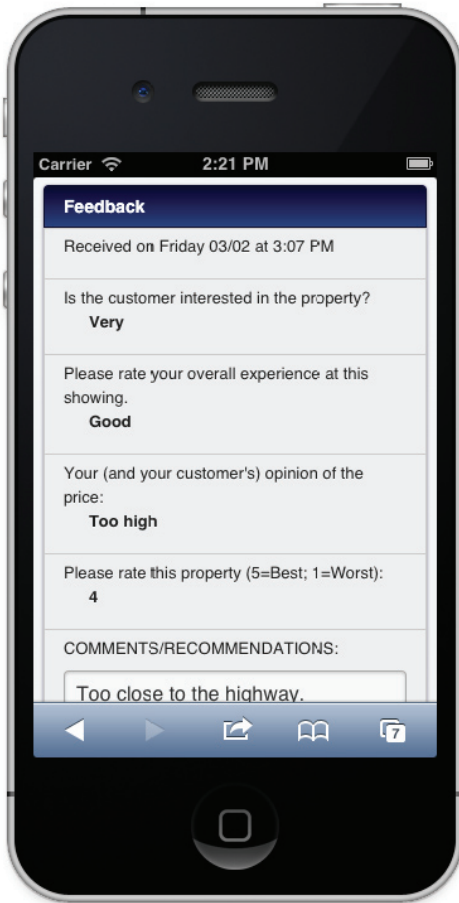 Carrier 2:21 PM
Feedback
Received on Friday 03/02 at 3:07 PM
Is the customer interested in the property?
Very
Please rate your overall experience at this
showing.
Good
Your (and your customer's) opinion of the
price:
Too high
Please rate this property (5=Best; 1=Worst):
4
COMMENTS/RECOMMENDATIONS:
Too close to the highway.
7